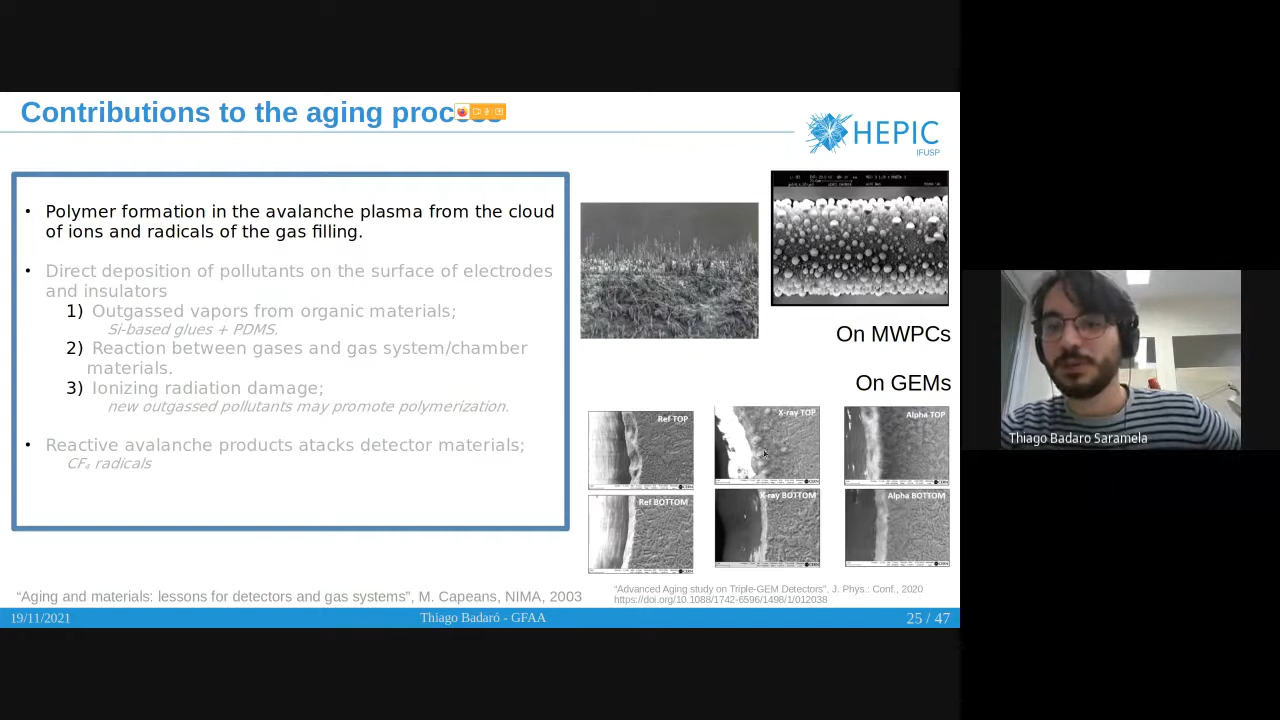 Contributions to the aging process
HEPIC
IFUSP
• Polymer formation in the avalanche plasma from the cloud
of ions and radicals of the gas filling.
• Direct deposition of pollutants on the surface of electrodes
and insulators
1) Outgassed vapors from organic materials;
Si-based glues + PDMS.
2) Reaction between gases and gas system/chamber
materials.
3) Ionizing radiation damage;
new outgassed pollutants may promote polymerization.
• Reactive avalanche products atacks detector materials;
CF₄ radicals
On MWPCs
On GEMs
Ref TOP
X-ray TOP
Alpha TOP
Ref BOTTOM
X-ray BOTTOM
Alpha BOTTOM
“Aging and materials: lessons for detectors and gas systems”, M. Capeans, NIMA, 2003
“Advanced Aging study on Triple-GEM Detectors”, J. Phys.: Conf., 2020
https://doi.org/10.1088/1742-6596/1498/1/012038
19/11/2021
Thiago Badaró - GFAA
25 / 47
Thiago Badaro Saramela